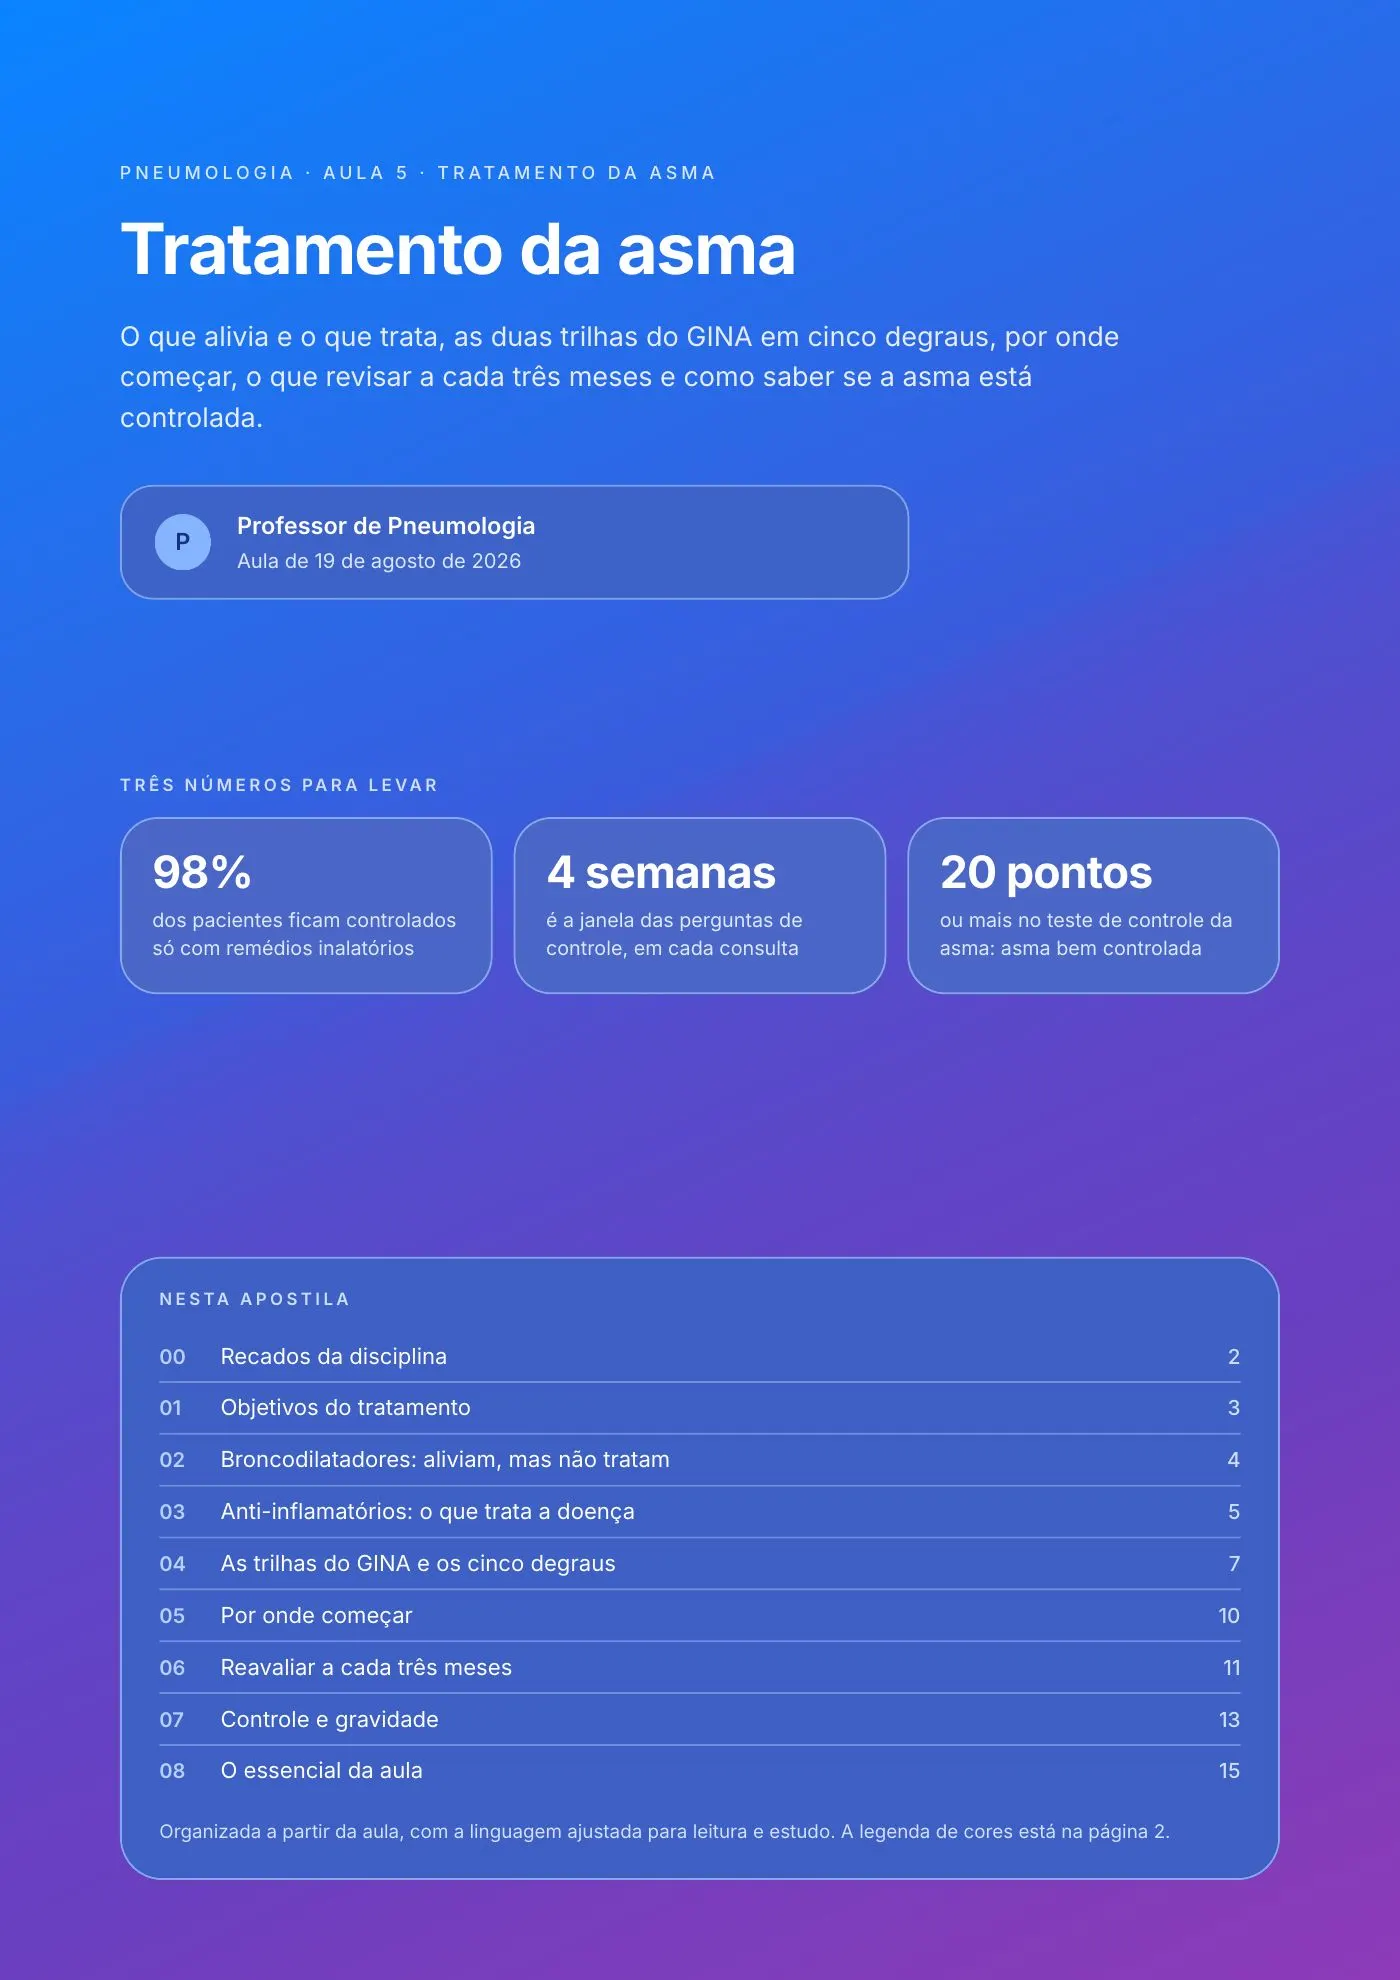 PNEUMOLOGIA · AULA 5 · TRATAMENTO DA ASMA
Tratamento da asma
O que alivia e o que trata, as duas trilhas do GINA em cinco degraus, por onde
começar, o que revisar a cada três meses e como saber se a asma está
controlada.
P
Professor de Pneumologia
Aula de 19 de agosto de 2026
TRÊS NÚMEROS PARA LEVAR
98%
dos pacientes ficam controlados
só com remédios inalatórios
4 semanas
é a janela das perguntas de
controle, em cada consulta
20 pontos
ou mais no teste de controle da
asma: asma bem controlada
NESTA APOSTILA
00 Recados da disciplina 2
01 Objetivos do tratamento 3
02 Broncodilatadores: aliviam, mas não tratam 4
03 Anti-inflamatórios: o que trata a doença 5
04 As trilhas do GINA e os cinco degraus 7
05 Por onde começar 10
06 Reavaliar a cada três meses 11
07 Controle e gravidade 13
08 O essencial da aula 15
Organizada a partir da aula, com a linguagem ajustada para leitura e estudo. A legenda de cores está na página 2.